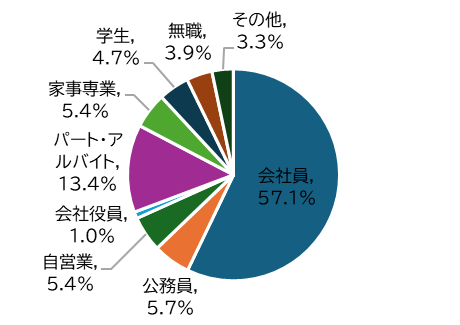 その他,
3.3%
無職,
3.9%
学生,
4.7%
家事専業,
5.4%
パート・ア
ルバイト,
13.4%
会社役員,
1.0%
自営業,
5.4%
公務員,
5.7%
会社員,
57.1%